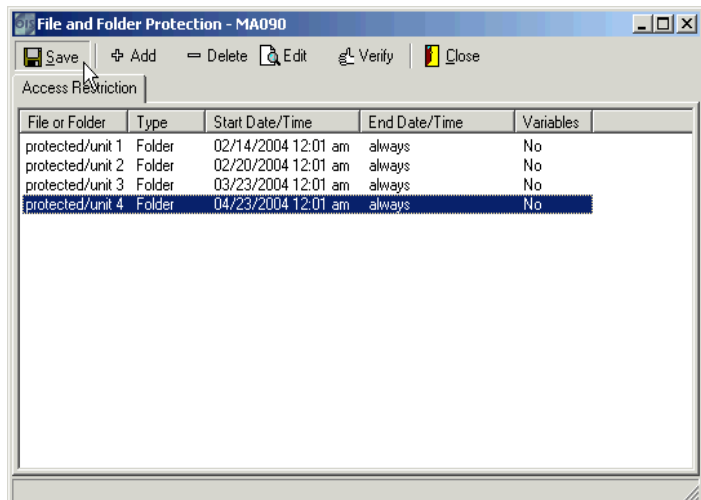 File and Folder Protection - MA090
Save Add Delete Edit Verify Close
Access Restriction
File or Folder Type Start Date/Time End Date/Time Variables
protected/unit 1 Folder 02/14/2004 12:01 am always No
protected/unit 2 Folder 02/20/2004 12:01 am always No
protected/unit 3 Folder 03/23/2004 12:01 am always No
protected/unit 4 Folder 04/23/2004 12:01 am always No